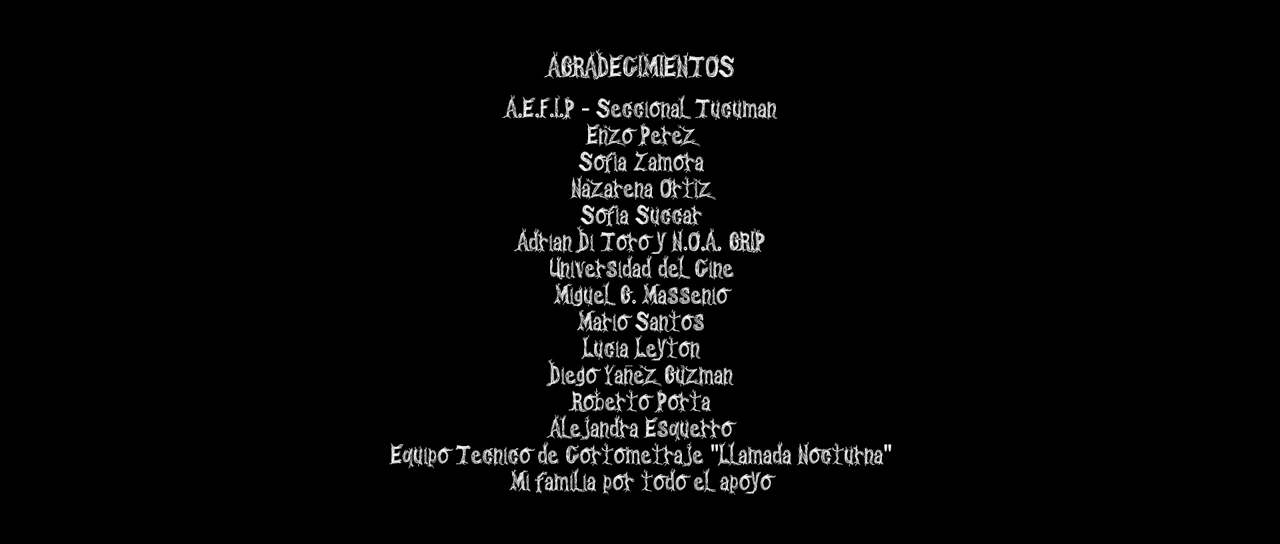 AGRADECIMIENTOS
A.E.F.I.P - Seccional Tucuman
Enzo Perez
Sofia Zamora
Nazarena Ortiz
Sofia Succar
Adrian Di Toro y N.O.A. GRIP
Universidad del Cine
Miguel G. Massenio
Mario Santos
Lucia Leyton
Diego Yañez Guzman
Roberto Porta
Alejandra Esquerro
Equipo Tecnico de Cortometraje "Llamada Nocturna"
Mi familia por todo el apoyo